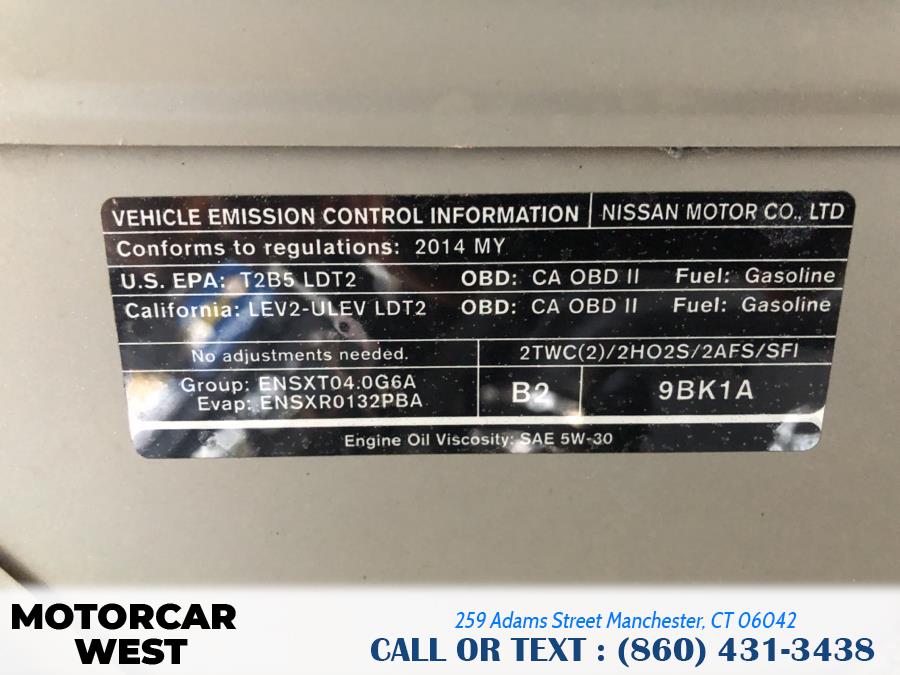 VEHICLE EMISSION CONTROL INFORMATION NISSAN MOTOR CO., LTD
Conforms to regulations: 2014 MY
U.S. EPA: T2B5 LDT2 OBD: CA OBD II Fuel: Gasoline
California: LEV2-ULEV LDT2 OBD: CA OBD II Fuel: Gasoline
No adjustments needed. 2TWC(2)/2HO2S/2AFS/SFI
Group: ENSXT04.0G6A
Evap: ENSXR0132PBA
B2 9BK1A
Engine Oil Viscosity: SAE 5W-30
MOTORCAR
WEST
259 Adams Street Manchester, CT 06042
CALL OR TEXT : (860) 431-3438